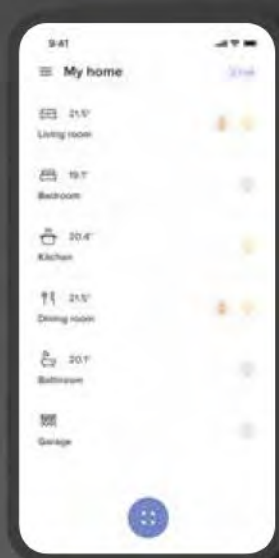 9:41
My home
21.5°
Living room
19.1°
Bedroom
20.4°
Kitchen
21.5°
Dining room
20.1°
Bathroom
Garage